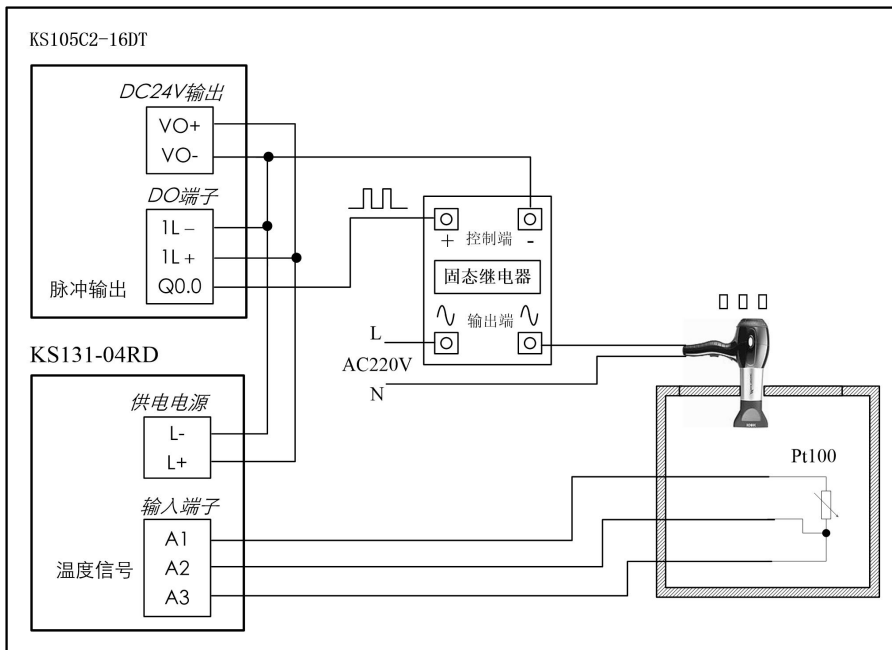 KS105C2-16DT
DC24V输出
VO+
VO-
DO端子
1L-
1L+
Q0.0
脉冲输出
+ 控制端 -
固态继电器
输出端
L
AC220V
N
KS131-04RD
供电电源
L-
L+
输入端子
A1
A2
A3
温度信号
Pt100